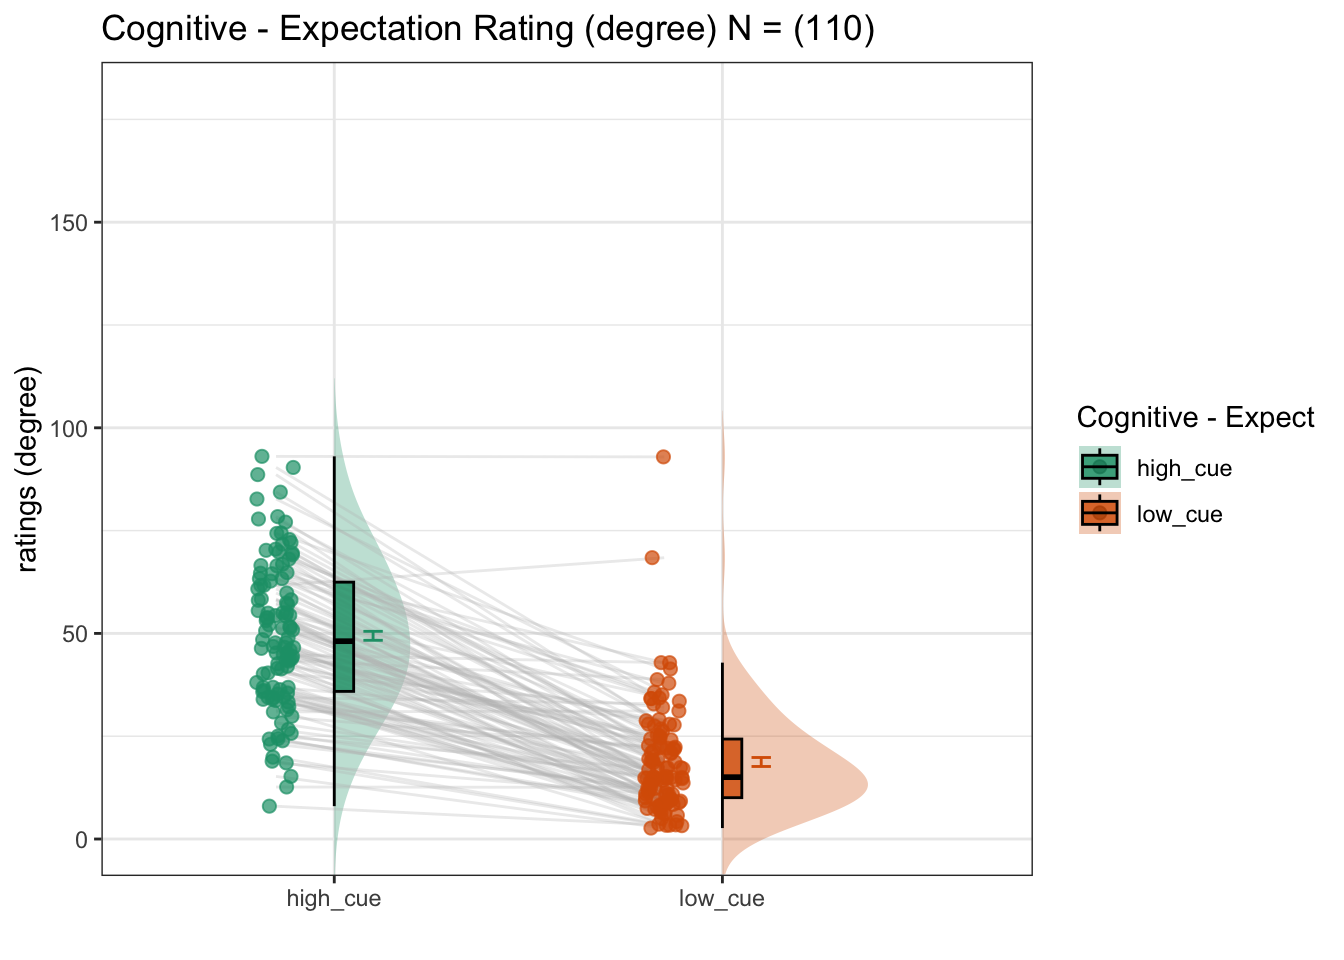 Cognitive - Expectation Rating (degree) N = (110)
ratings (degree)
150
100
50
0
high_cue
low_cue
Cognitive - Expect
high_cue
low_cue